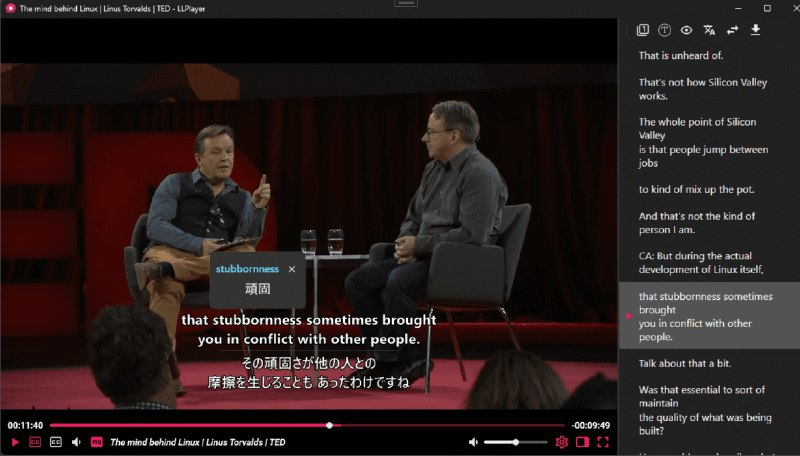 The mind behind Linux | Linus Torvalds | TED - LLPlayer
That is unheard of.
That's not how Silicon Valley
works.
The whole point of Silicon
Valley
is that people jump between
jobs
to kind of mix up the pot.
And that's not the kind of
person I am.
CA: But during the actual
development of Linux itself,
that stubbornness sometimes
brought
you in conflict with other
people.
Talk about that a bit.
Was that essential to sort of
maintain
the quality of what was being
built?
stubbornness ×
頑固
that stubbornness sometimes brought
you in conflict with other people.
その頑固さが他の人との
摩擦を生じることも あったわけですね
00:11:40
-00:09:49
The mind behind Linux | Linus Torvalds | TED